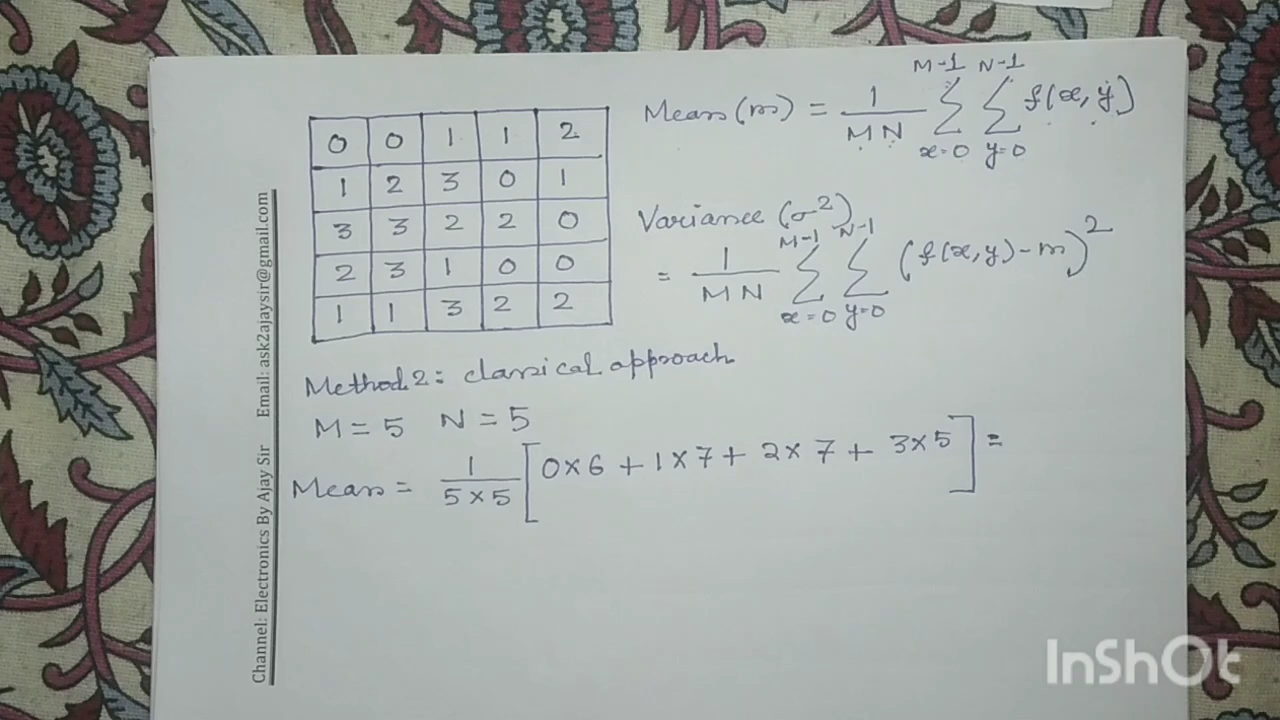 0 0 1 1 2
1 2 3 0 1
3 3 2 2 0
2 3 1 0 0
1 1 3 2 2
Mean (m) = 1/MN M-1∑x=0 N-1∑y=0 f(x, y)
Variance (σ²)
= 1/MN M-1∑x=0 N-1∑y=0 (f(x, y) - m)²
Method 2: classical approach
M = 5 N = 5
Mean = 1/5×5 [0×6 + 1×7 + 2×7 + 3×5] =
Channel: Electronics By Ajay Sir Email: ask2ajaysir@gmail.com
InShOt